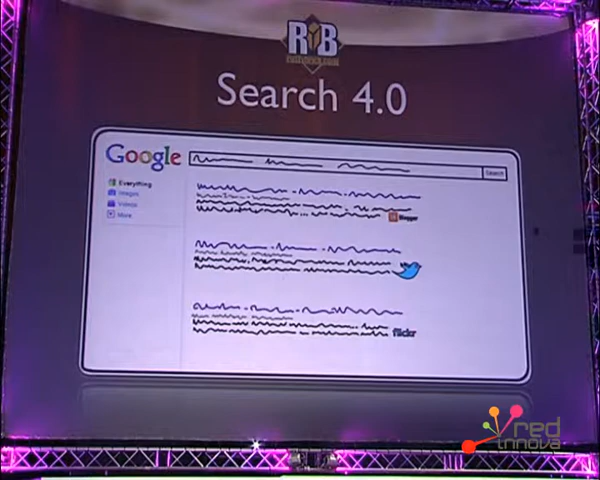 RB
Search 4.0
Google
Search
Everything
Images
Videos
More
Blogger
flickr
red
innova